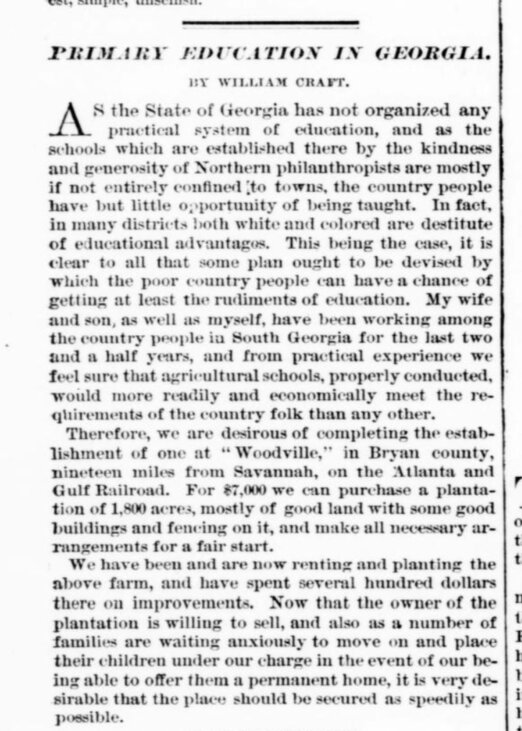 est, simple, unselfish.
PRIMARY EDUCATION IN GEORGIA.
BY WILLIAM CRAFT.
AS the State of Georgia has not organized any
practical system of education, and as the
schools which are established there by the kindness
and generosity of Northern philanthropists are mostly
if not entirely confined to towns, the country people
have but little opportunity of being taught. In fact,
in many districts both white and colored are destitute
of educational advantages. This being the case, it is
clear to all that some plan ought to be devised by
which the poor country people can have a chance of
getting at least the rudiments of education. My wife
and son, as well as myself, have been working among
the country people in South Georgia for the last two
and a half years, and from practical experience we
feel sure that agricultural schools, properly conducted,
would more readily and economically meet the re-
quirements of the country folk than any other.
Therefore, we are desirous of completing the estab-
lishment of one at "Woodville," in Bryan county,
nineteen miles from Savannah, on the Atlanta and
Gulf Railroad. For $7,000 we can purchase a planta-
tion of 1,800 acres, mostly of good land with some good
buildings and fencing on it, and make all necessary ar-
rangements for a fair start.
We have been and are now renting and planting the
above farm, and have spent several hundred dollars
there on improvements. Now that the owner of the
plantation is willing to sell, and also as a number of
families are waiting anxiously to move on and place
their children under our charge in the event of our be-
ing able to offer them a permanent home, it is very de-
sirable that the place should be secured as speedily as
possible.